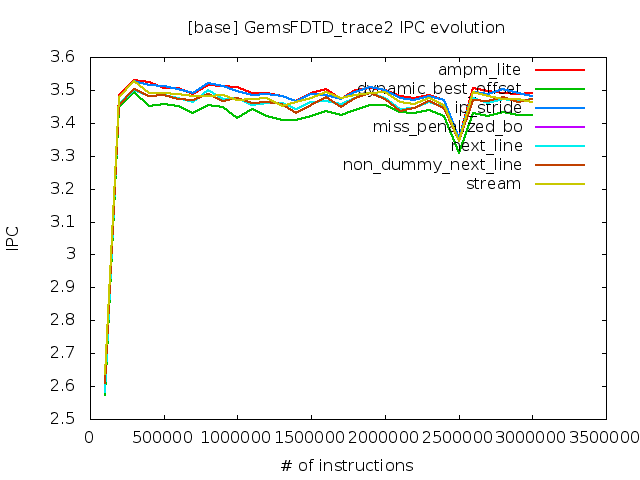 [base] GemsFDTD_trace2 IPC evolution
3.6
3.5
3.4
3.3
3.2
3.1
3
2.9
2.8
2.7
2.6
2.5
IPC
ampm_lite
dynamic_best_offset
ip_stride
miss_penalized_bo
next_line
non_dummy_next_line
stream
0 500000 1000000 1500000 2000000 2500000 3000000 3500000
# of instructions